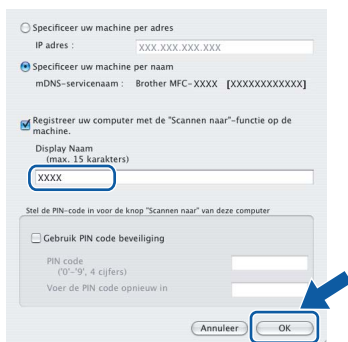 Specificeer uw machine per adres
IP adres : XXX.XXX.XXX.XXX
Specificeer uw machine per naam
mDNS-servicenaam : Brother MFC-XXXX [XXXXXXXXXXXX]
Registreer uw computer met de "Scannen naar"-functie op de
machine.
Display Naam
(max. 15 karakters)
XXXX
Stel de PIN-code in voor de knop "Scannen naar" van deze computer
Gebruik PIN code beveiliging
PIN code
('0'-'9', 4 cijfers)
Voer de PIN code opnieuw in
Annuleer OK